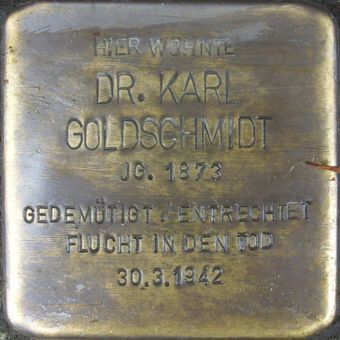 HIER WOHNTE
DR. KARL
GOLDSCHMIDT
JG. 1873
GEDEMÜTIGT / ENTRECHTET
FLUCHT IN DEN TOD
30.3.1942